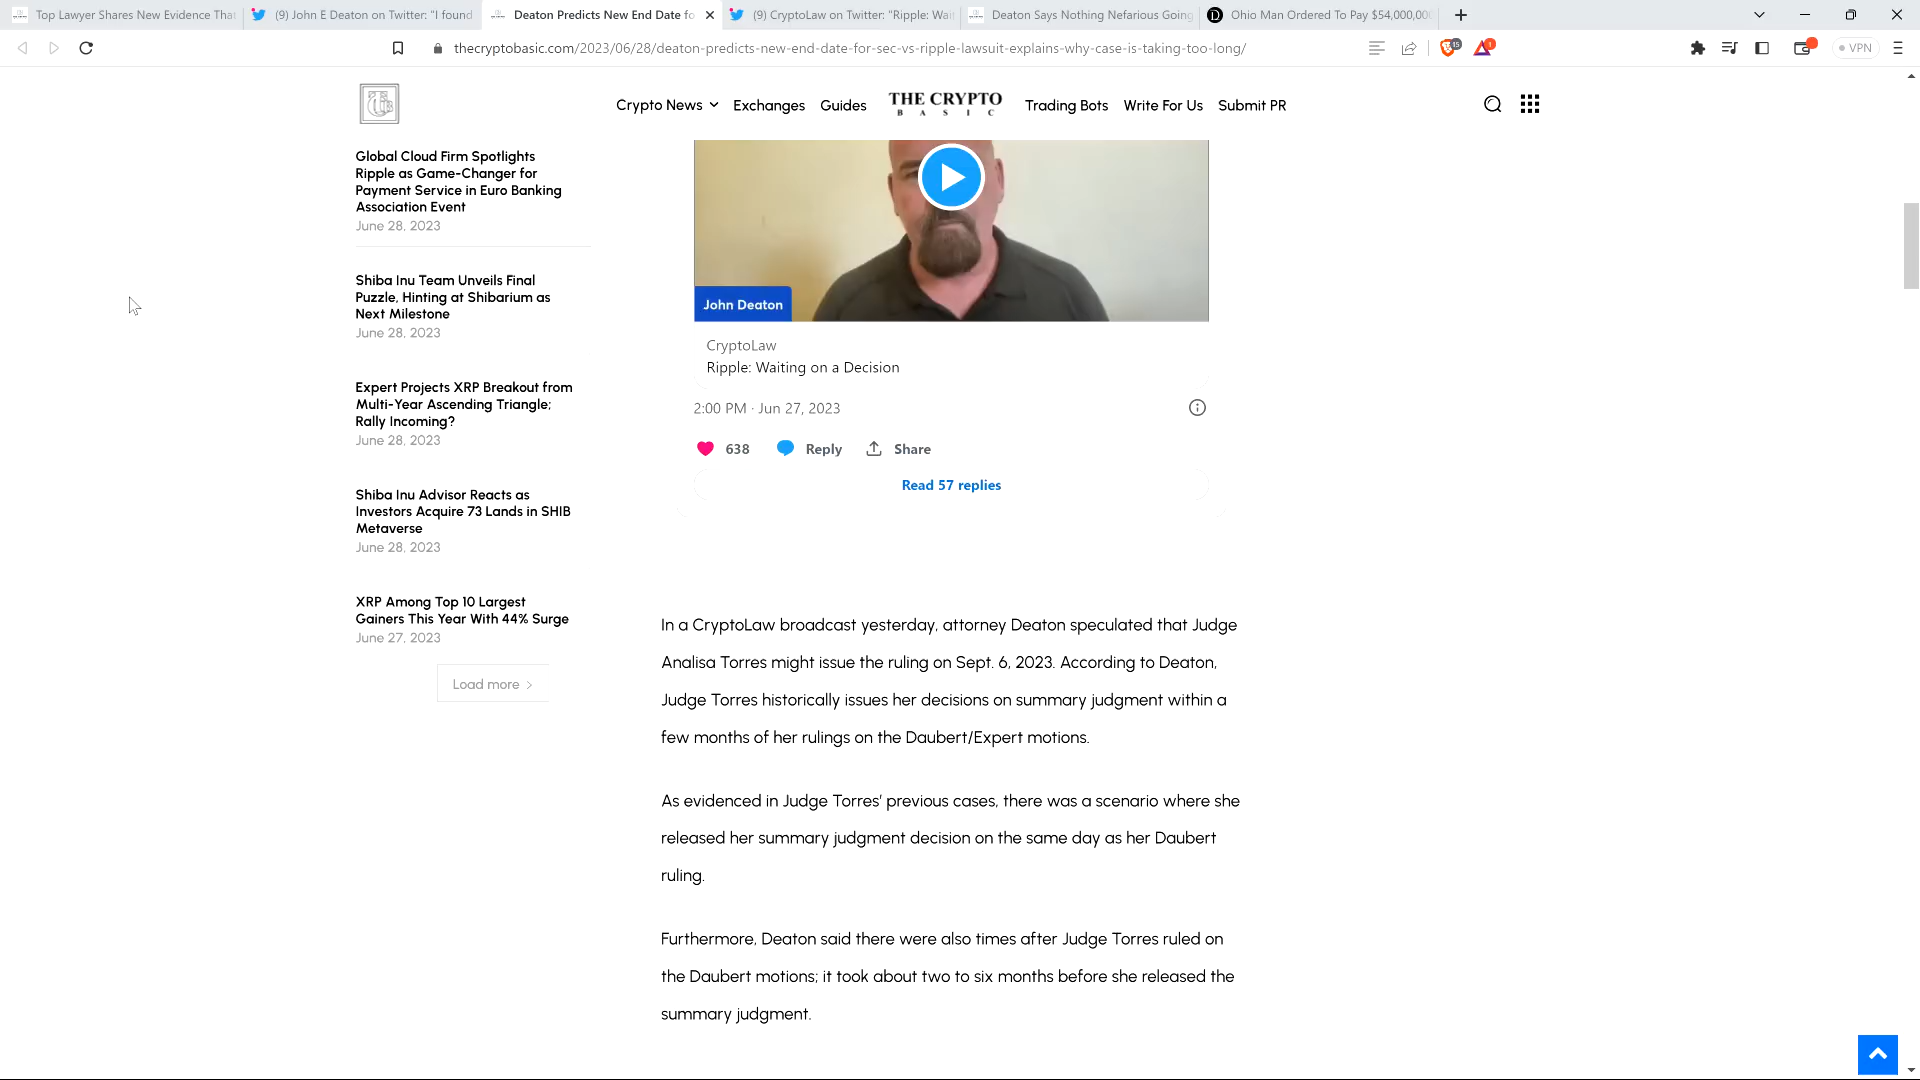 Top Lawyer Shares New Evidence That
(9) John E Deaton on Twitter: "I found
Deaton Predicts New End Date fo
(9) CryptoLaw on Twitter: "Ripple: Wai
Deaton Says Nothing Nefarious Going
Ohio Man Ordered To Pay $54,000,000
thecryptobasic.com/2023/06/28/deaton-predicts-new-end-date-for-sec-vs-ripple-lawsuit-explains-why-case-is-taking-too-long/
VPN
Crypto News
Exchanges
Guides
THE CRYPTO
BASIC
Trading Bots
Write For Us
Submit PR
Global Cloud Firm Spotlights
Ripple as Game-Changer for
Payment Service in Euro Banking
Association Event
June 28, 2023
Shiba Inu Team Unveils Final
Puzzle, Hinting at Shibarium as
Next Milestone
June 28, 2023
Expert Projects XRP Breakout from
Multi-Year Ascending Triangle;
Rally Incoming?
June 28, 2023
Shiba Inu Advisor Reacts as
Investors Acquire 73 Lands in SHIB
Metaverse
June 28, 2023
XRP Among Top 10 Largest
Gainers This Year With 44% Surge
June 27, 2023
Load more >
John Deaton
CryptoLaw
Ripple: Waiting on a Decision
2:00 PM · Jun 27, 2023
638 Reply Share
Read 57 replies
In a CryptoLaw broadcast yesterday, attorney Deaton speculated that Judge
Analisa Torres might issue the ruling on Sept. 6, 2023. According to Deaton,
Judge Torres historically issues her decisions on summary judgment within a
few months of her rulings on the Daubert/Expert motions.
As evidenced in Judge Torres' previous cases, there was a scenario where she
released her summary judgment decision on the same day as her Daubert
ruling.
Furthermore, Deaton said there were also times after Judge Torres ruled on
the Daubert motions; it took about two to six months before she released the
summary judgment.